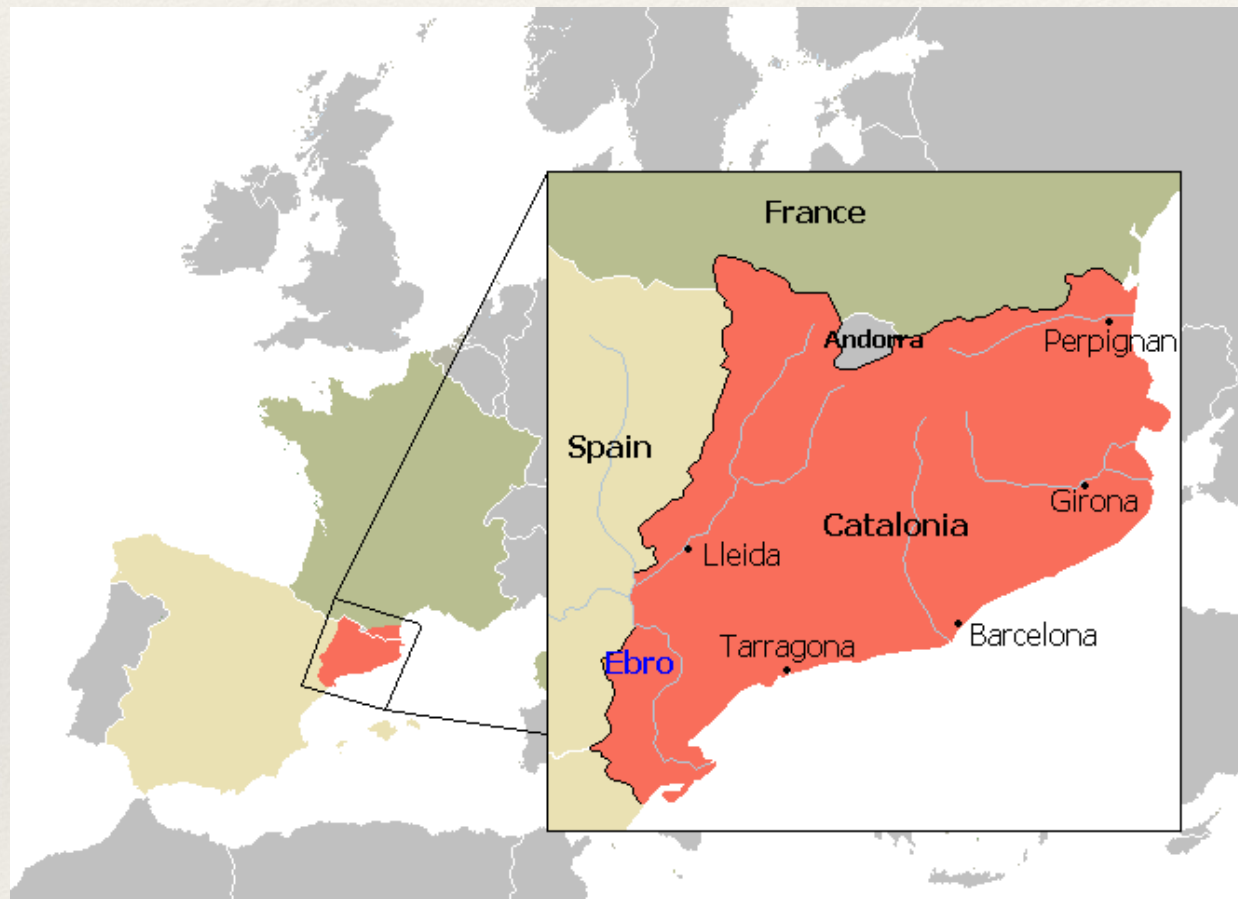 France
Andorra
Perpignan
Spain
Girona
Catalonia
Lleida
Barcelona
Tarragona
Ebro